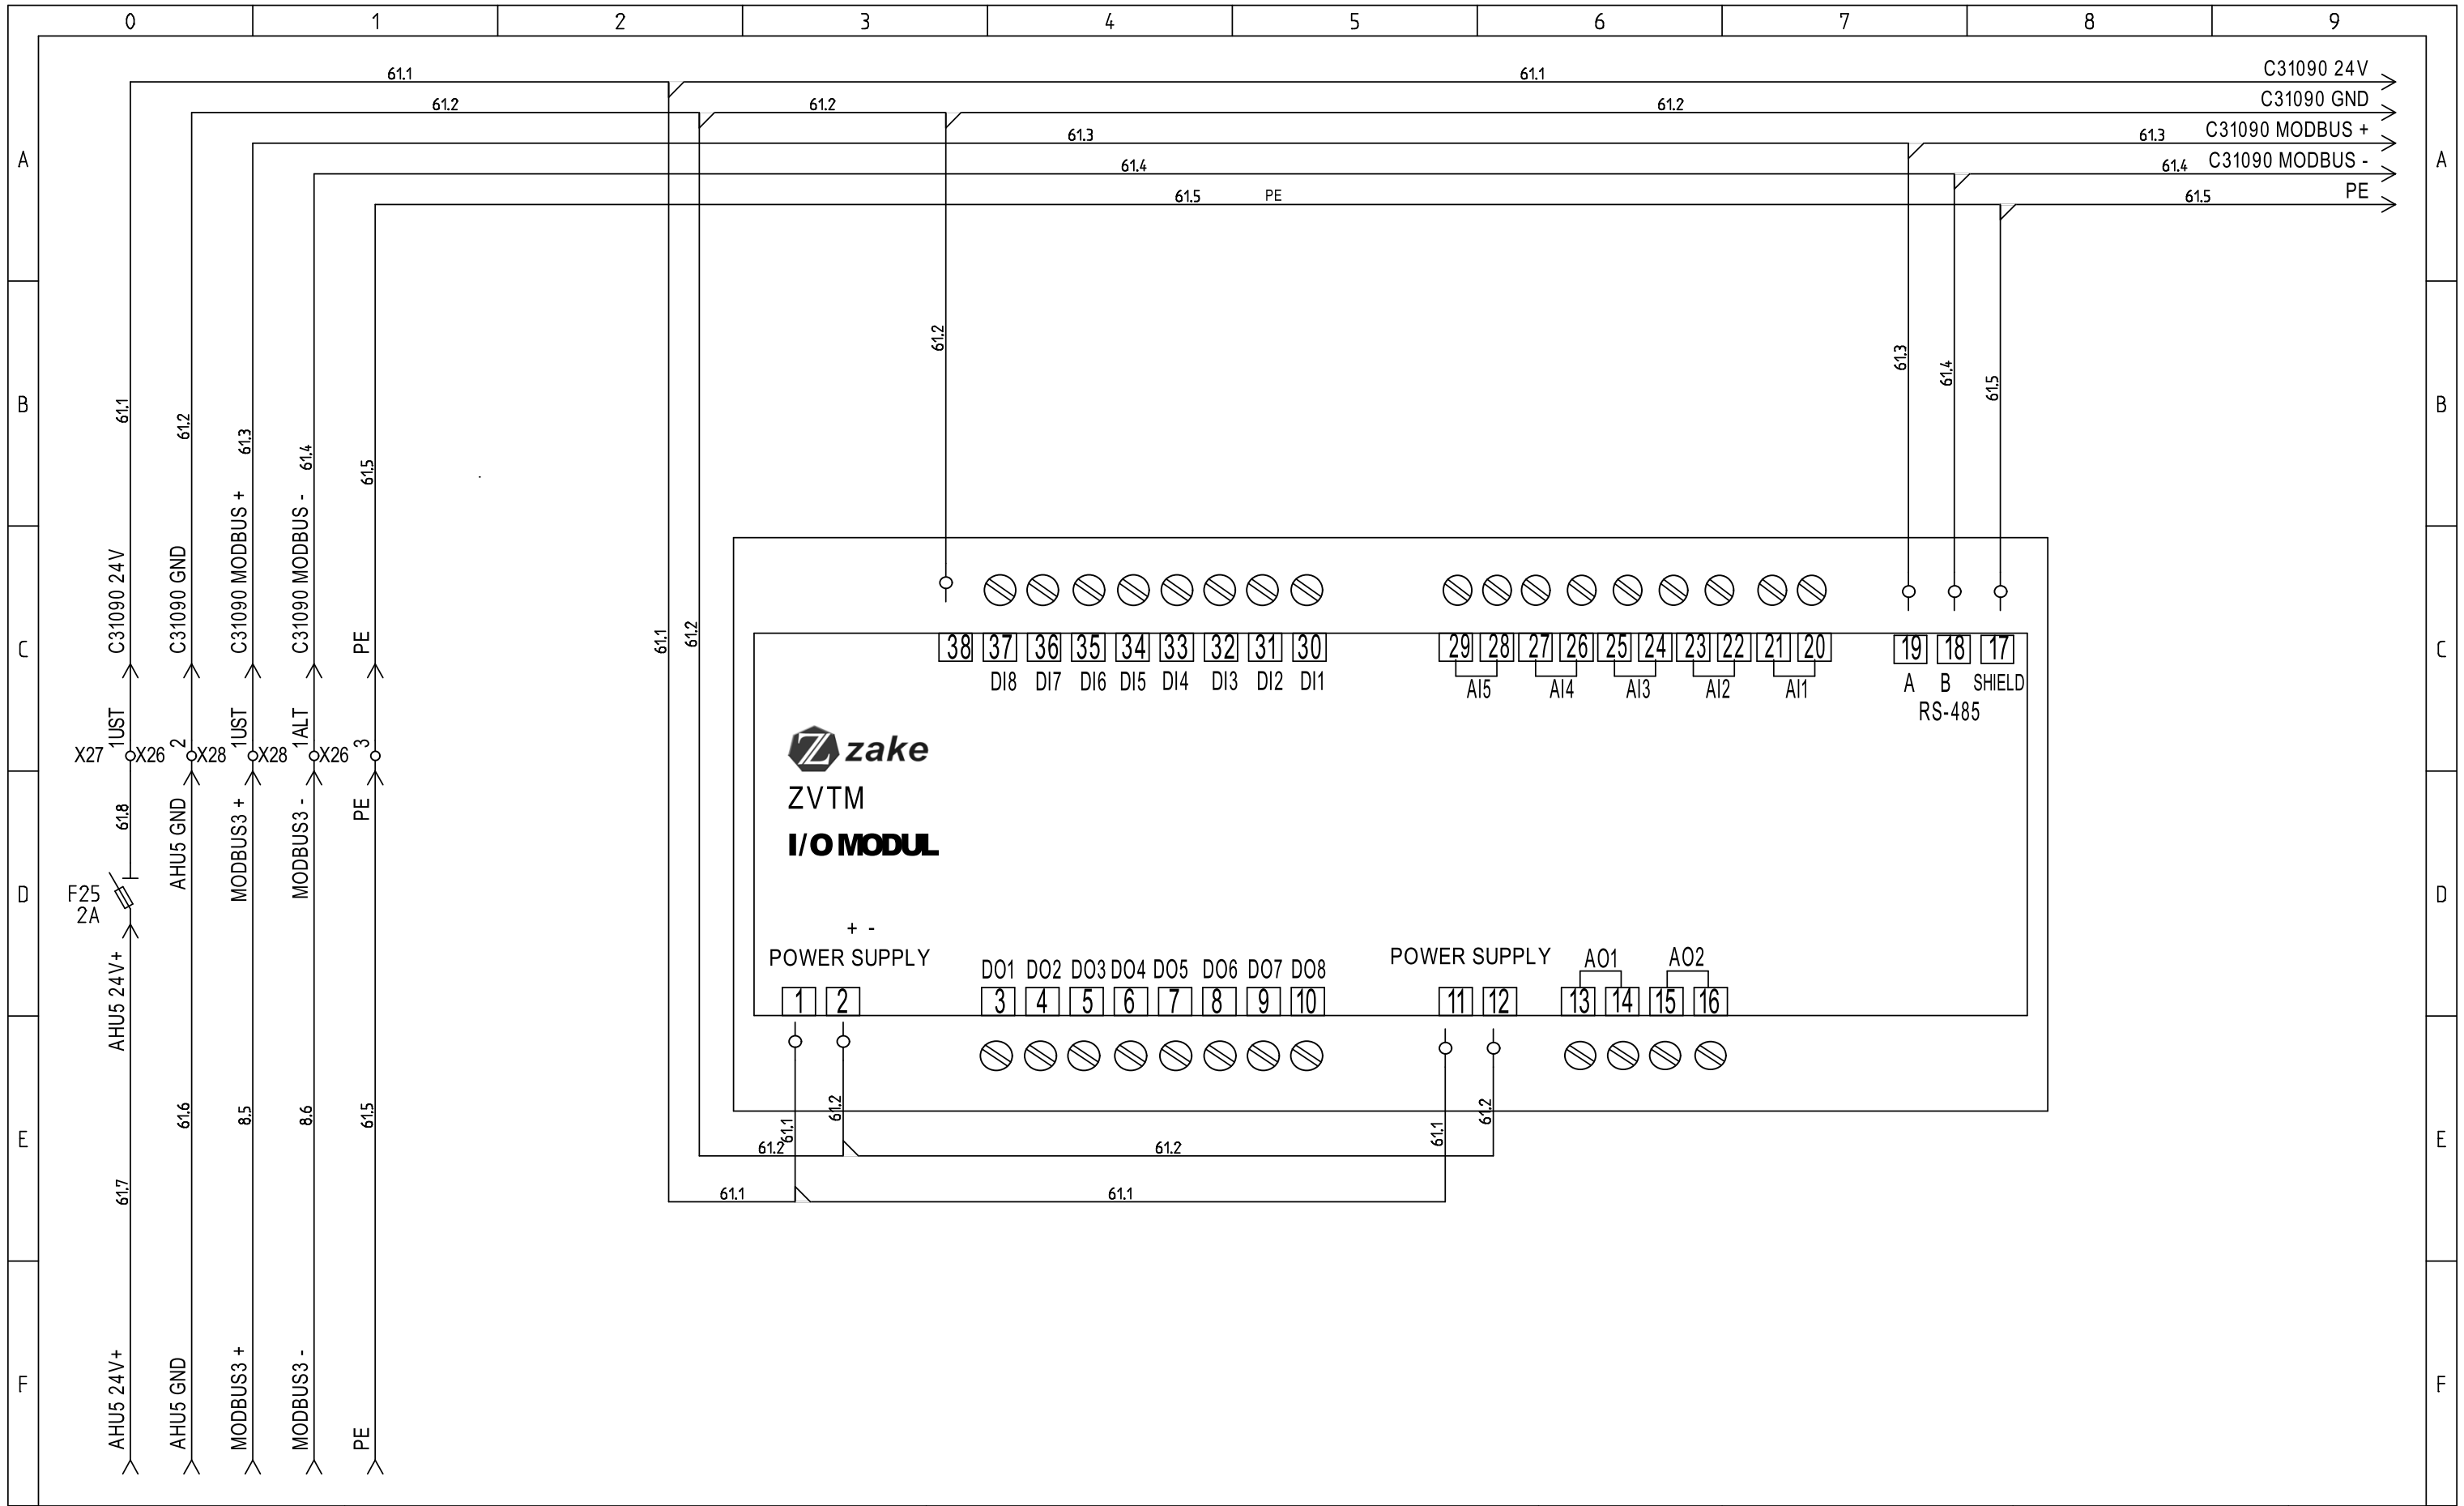 0 1 2 3 4 5 6 7 8 9
61.1 61.1 C31090 24V
61.2 61.2 61.2 C31090 GND
61.3 61.3 C31090 MODBUS +
A 61.4 61.4 C31090 MODBUS - A
61.5 PE 61.5 PE
61.2 61.3 61.4 61.5
B 61.1 61.2 61.3 61.4 61.5 B
C31090 24V
C31090 GND
C31090 MODBUS +
C31090 MODBUS -
PE
C 61.1 61.2 C
38 37 36 35 34 33 32 31 30 29 28 27 26 25 24 23 22 21 20 19 18 17
DI8 DI7 DI6 DI5 DI4 DI3 DI2 DI1 AI5 AI4 AI3 AI2 AI1 A B SHIELD
RS-485
1UST 2 1UST 1ALT 3
X27 X26 X28 X28 X26
zake
ZVTM
I/O MODUL
61.8
AHU5 GND
MODBUS3 +
MODBUS3 -
PE
D F25 D
2A
+ -
POWER SUPPLY POWER SUPPLY
DO1 DO2 DO3 DO4 DO5 DO6 DO7 DO8 AO1 AO2
1 2 3 4 5 6 7 8 9 10 11 12 13 14 15 16
AHU5 24V+
61.6 8.5 8.6 61.5
61.1 61.2 61.1 61.2
E 61.2 61.2 E
61.7 61.1 61.1
F F
AHU5 24V+
AHU5 GND
MODBUS3 +
MODBUS3 -
PE